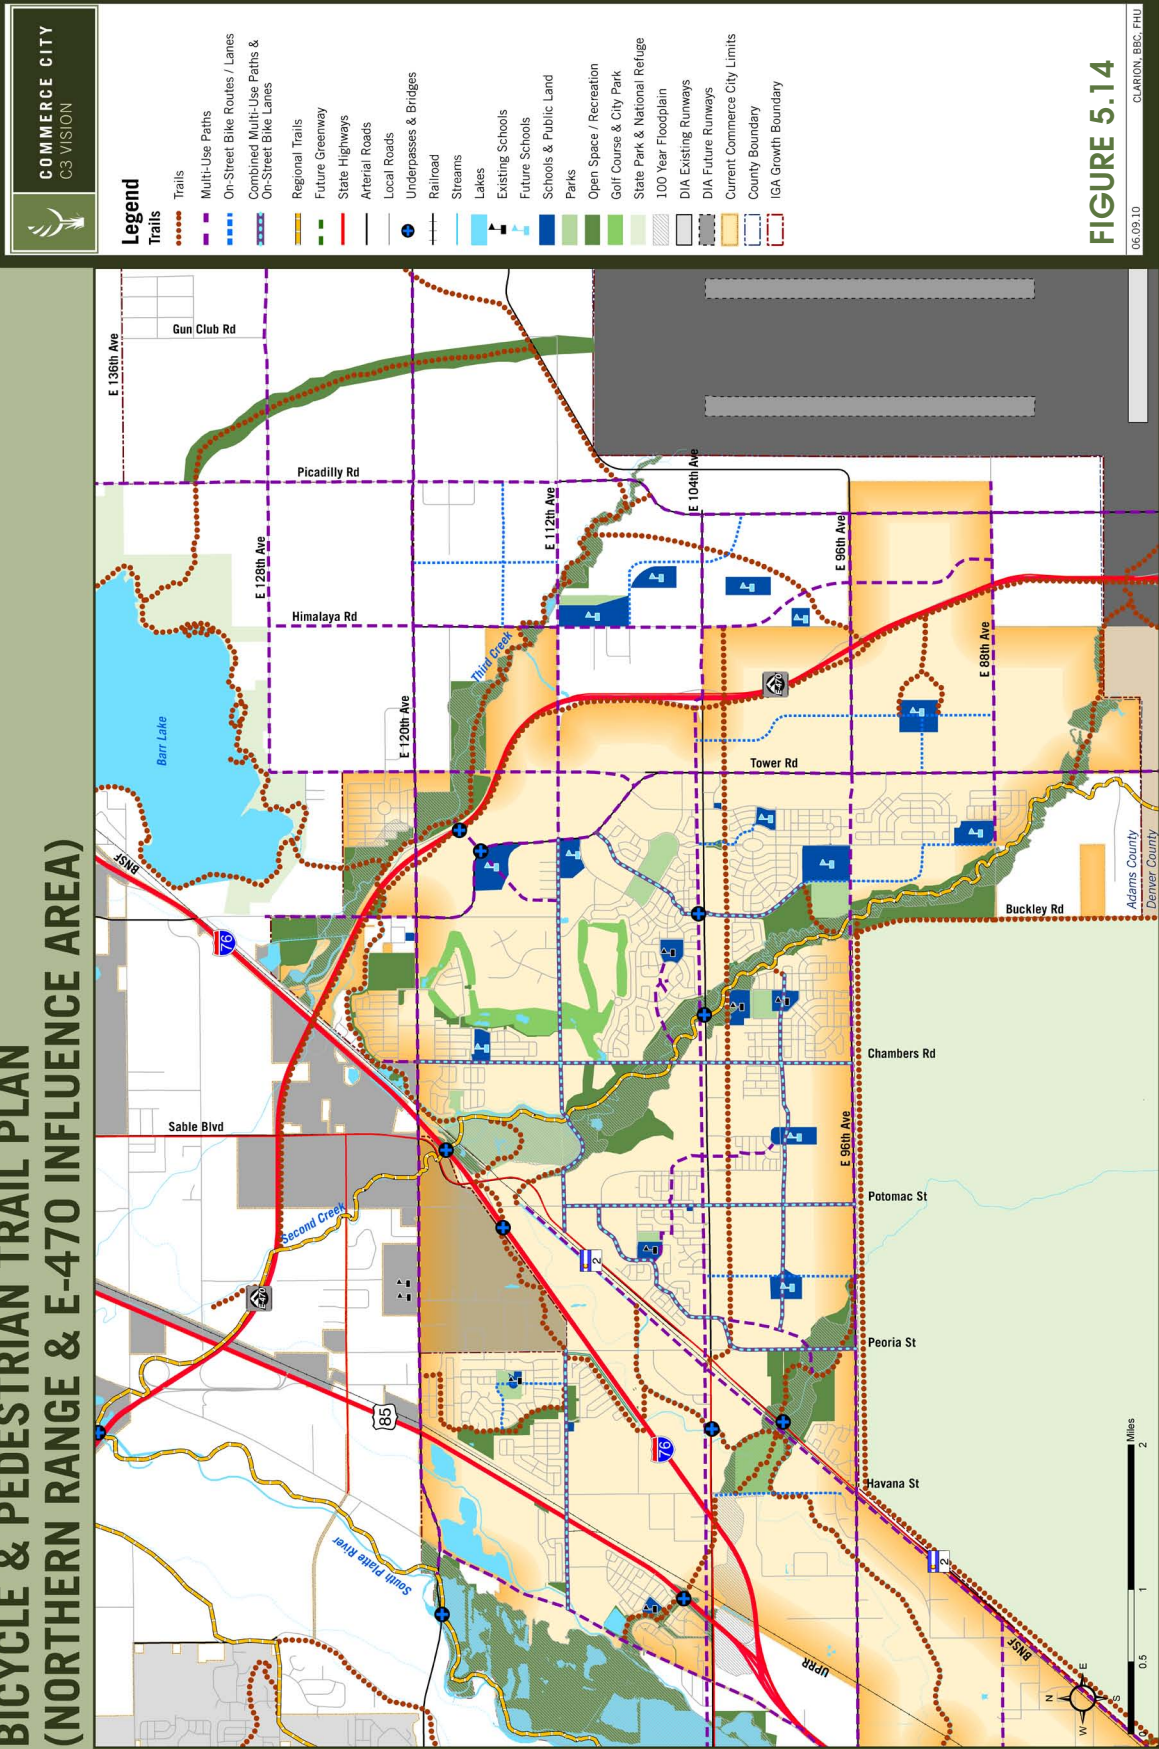 BICYCLE & PEDESTRIAN TRAIL PLAN
(NORTHERN RANGE & E-470 INFLUENCE AREA)
COMMERCE CITY
C3 VISION
Legend
Trails
Trails
Multi-Use Paths
On-Street Bike Routes / Lanes
Combined Multi-Use Paths &
On-Street Bike Lanes
Regional Trails
Future Greenway
State Highways
Arterial Roads
Local Roads
Underpasses & Bridges
Railroad
Streams
Lakes
Existing Schools
Future Schools
Schools & Public Land
Parks
Open Space / Recreation
Golf Course & City Park
State Park & National Refuge
100 Year Floodplain
DIA Existing Runways
DIA Future Runways
Current Commerce City Limits
County Boundary
IGA Growth Boundary
FIGURE 5.14
06.09.10
CLARION, BBC, FHU
E 136th Ave
Gun Club Rd
Picadilly Rd
E 128th Ave
Himalaya Rd
E 120th Ave
E 112th Ave
E 104th Ave
E 96th Ave
E 88th Ave
Third Creek
Barr Lake
E-470
Tower Rd
BNSF
76
Buckley Rd
Adams County
Denver County
Chambers Rd
Sable Blvd
E 96th Ave
Potomac St
Second Creek
E-470
2
Peoria St
85
76
Havana St
South Platte River
2
UPRR
BNSF
N
E
S
W
0
0.5
1
2
Miles